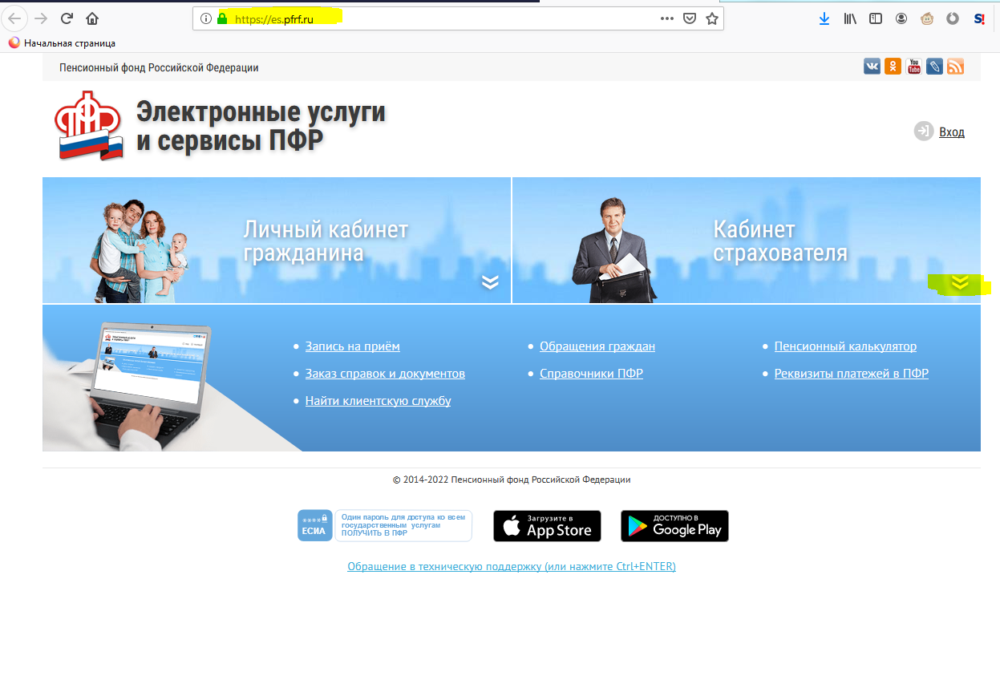 https://es.pfrf.ru
Начальная страница
Пенсионный фонд Российской Федерации
You
Tube
Электронные услуги
и сервисы ПФР
Вход
Личный кабинет
гражданина
Кабинет
страхователя
Запись на приём
Обращения граждан
Пенсионный калькулятор
Заказ справок и документов
Справочники ПФР
Реквизиты платежей в ПФР
Найти клиентскую службу
© 2014-2022 Пенсионный фонд Российской Федерации
****
ЕСИА
Один пароль для доступа ко всем
государственным услугам
ПОЛУЧИТЬ В ПФР
Загрузите в
App Store
ДОСТУПНО В
Google Play
Обращение в техническую поддержку (или нажмите Ctrl+ENTER)